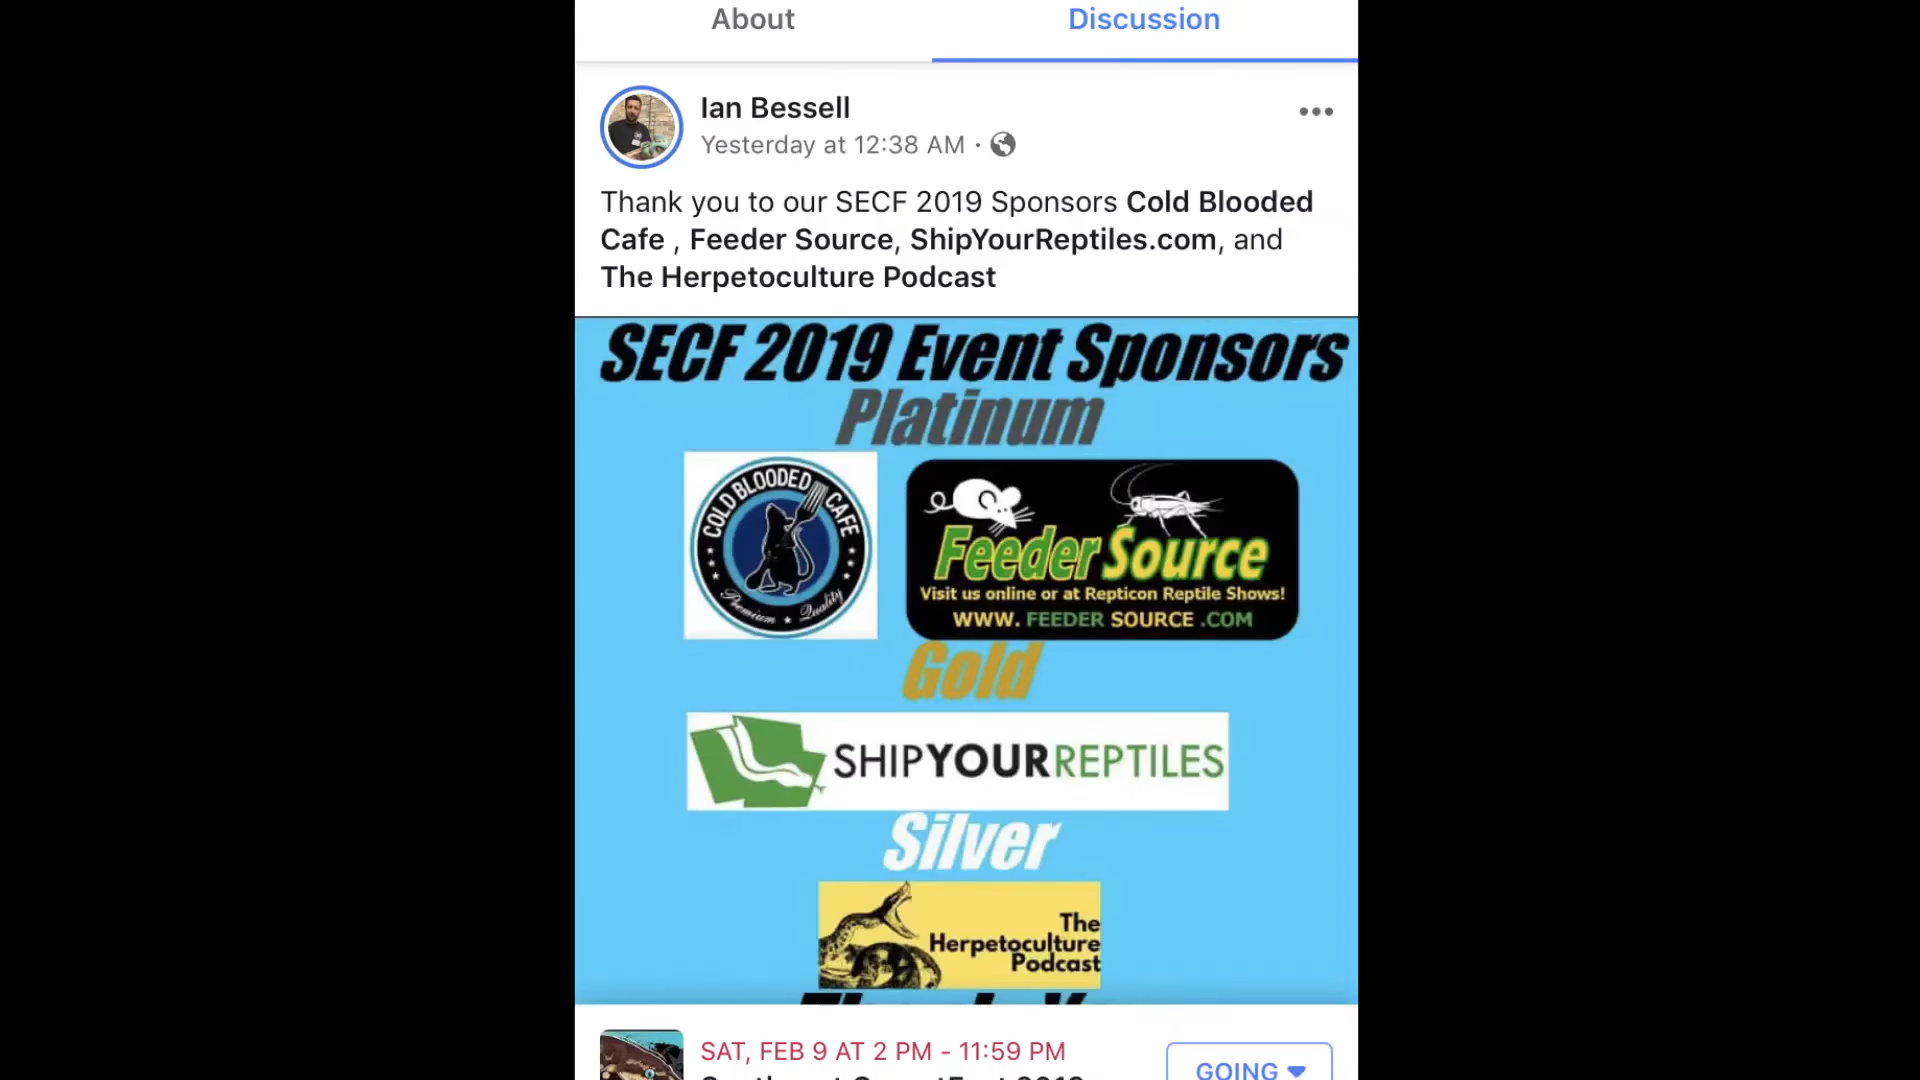 About
Discussion
Ian Bessell
Yesterday at 12:38 AM ·
Thank you to our SECF 2019 Sponsors Cold Blooded
Cafe , Feeder Source, ShipYourReptiles.com, and
The Herpetoculture Podcast
SECF 2019 Event Sponsors
Platinum
COLD BLOODED CAFE
Premium ★ Quality
Feeder Source
Visit us online or at Repticon Reptile Shows!
WWW. FEEDER SOURCE .COM
Gold
SHIPYOURREPTILES
Silver
The
Herpetoculture
Podcast
SAT, FEB 9 AT 2 PM - 11:59 PM
GOING